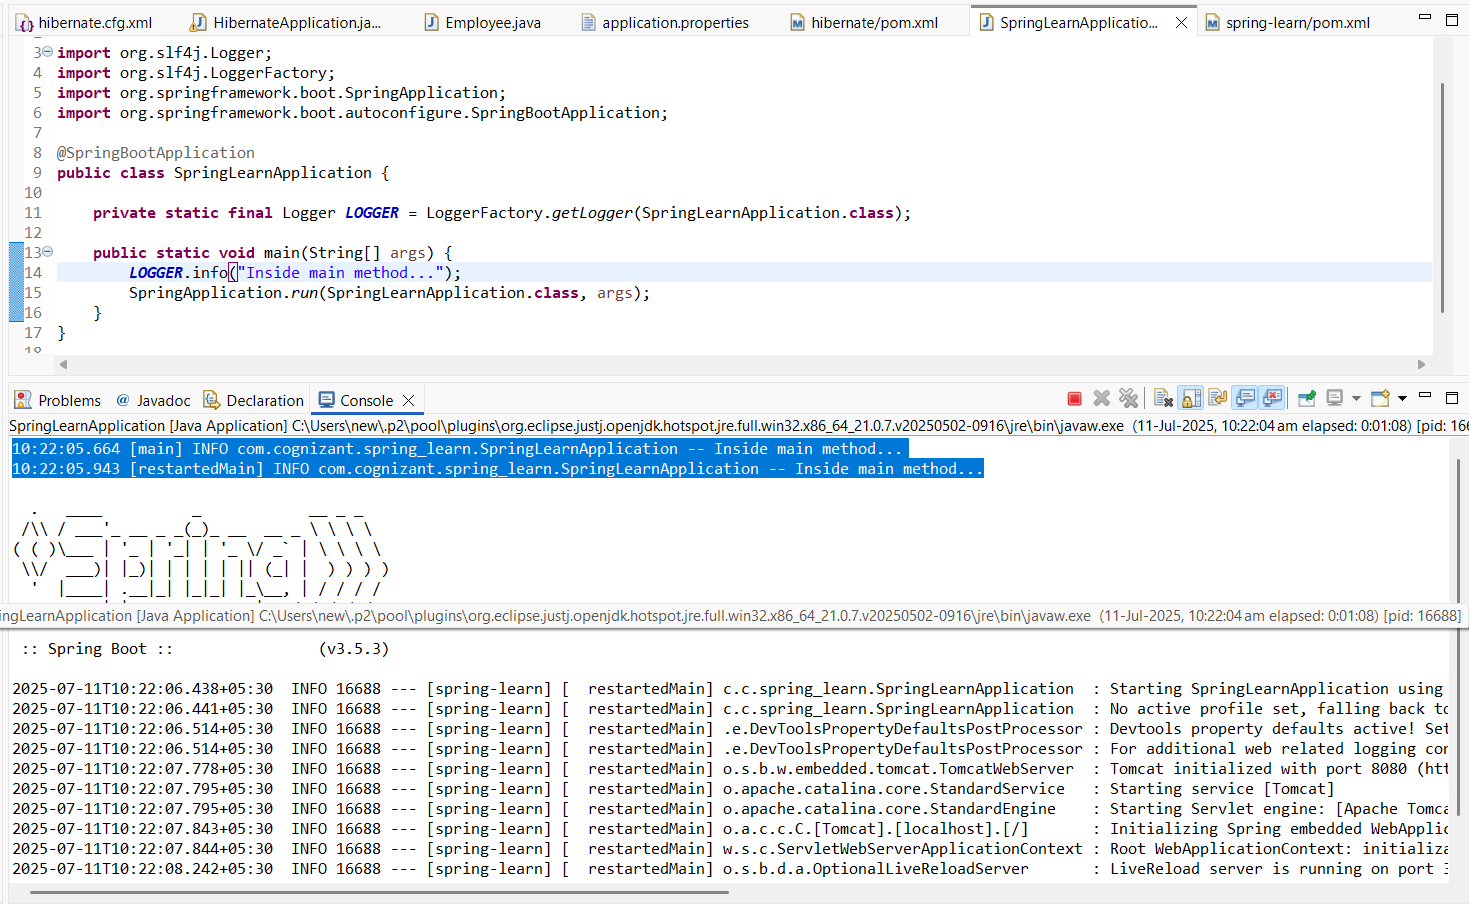 hibernate.cfg.xml HibernateApplication.ja... Employee.java application.properties hibernate/pom.xml SpringLearnApplicatio... spring-learn/pom.xml
3 import org.slf4j.Logger;
4 import org.slf4j.LoggerFactory;
5 import org.springframework.boot.SpringApplication;
6 import org.springframework.boot.autoconfigure.SpringBootApplication;
7
8 @SpringBootApplication
9 public class SpringLearnApplication {
10
11 private static final Logger LOGGER = LoggerFactory.getLogger(SpringLearnApplication.class);
12
13 public static void main(String[] args) {
14 LOGGER.info("Inside main method...");
15 SpringApplication.run(SpringLearnApplication.class, args);
16 }
17 }
18
Problems @ Javadoc Declaration Console
SpringLearnApplication [Java Application] C:\Users\new\.p2\pool\plugins\org.eclipse.justj.openjdk.hotspot.jre.full.win32.x86_64_21.0.7.v20250502-0916\jre\bin\javaw.exe (11-Jul-2025, 10:22:04 am elapsed: 0:01:08) [pid: 166
10:22:05.664 [main] INFO com.cognizant.spring_learn.SpringLearnApplication -- Inside main method...
10:22:05.943 [restartedMain] INFO com.cognizant.spring_learn.SpringLearnApplication -- Inside main method...
ingLearnApplication [Java Application] C:\Users\new\.p2\pool\plugins\org.eclipse.justj.openjdk.hotspot.jre.full.win32.x86_64_21.0.7.v20250502-0916\jre\bin\javaw.exe (11-Jul-2025, 10:22:04 am elapsed: 0:01:08) [pid: 16688]
:: Spring Boot :: (v3.5.3)
2025-07-11T10:22:06.438+05:30 INFO 16688 --- [spring-learn] [ restartedMain] c.c.spring_learn.SpringLearnApplication : Starting SpringLearnApplication using
2025-07-11T10:22:06.441+05:30 INFO 16688 --- [spring-learn] [ restartedMain] c.c.spring_learn.SpringLearnApplication : No active profile set, falling back to
2025-07-11T10:22:06.514+05:30 INFO 16688 --- [spring-learn] [ restartedMain] .e.DevToolsPropertyDefaultsPostProcessor : Devtools property defaults active! Set
2025-07-11T10:22:06.514+05:30 INFO 16688 --- [spring-learn] [ restartedMain] .e.DevToolsPropertyDefaultsPostProcessor : For additional web related logging con
2025-07-11T10:22:07.778+05:30 INFO 16688 --- [spring-learn] [ restartedMain] o.s.b.w.embedded.tomcat.TomcatWebServer : Tomcat initialized with port 8080 (htt
2025-07-11T10:22:07.795+05:30 INFO 16688 --- [spring-learn] [ restartedMain] o.apache.catalina.core.StandardService : Starting service [Tomcat]
2025-07-11T10:22:07.795+05:30 INFO 16688 --- [spring-learn] [ restartedMain] o.apache.catalina.core.StandardEngine : Starting Servlet engine: [Apache Tomca
2025-07-11T10:22:07.843+05:30 INFO 16688 --- [spring-learn] [ restartedMain] o.a.c.c.C.[Tomcat].[localhost].[/] : Initializing Spring embedded WebApplic
2025-07-11T10:22:07.844+05:30 INFO 16688 --- [spring-learn] [ restartedMain] w.s.c.ServletWebServerApplicationContext : Root WebApplicationContext: initializa
2025-07-11T10:22:08.242+05:30 INFO 16688 --- [spring-learn] [ restartedMain] o.s.b.d.a.OptionalLiveReloadServer : LiveReload server is running on port 3